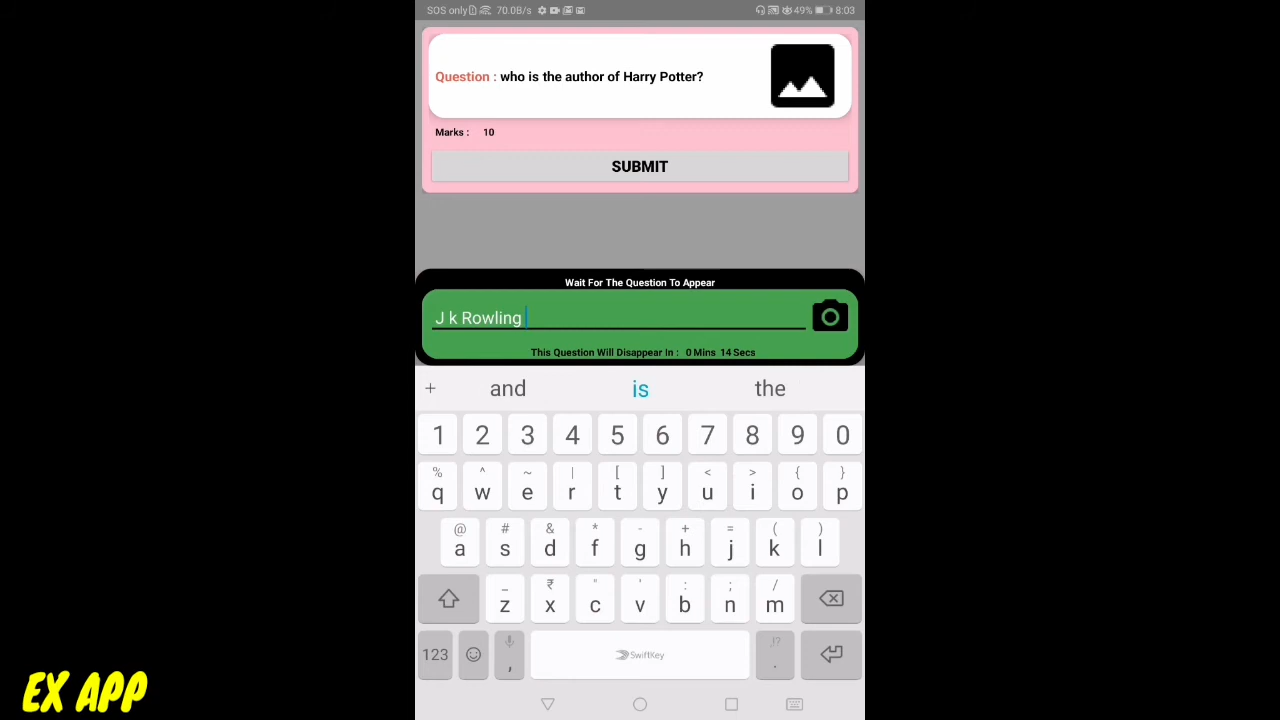 SOS only 70.0B/s 49% 8:03
Question : who is the author of Harry Potter?
Marks : 10
SUBMIT
Wait For The Question To Appear
J k Rowling
This Question Will Disappear In : 0 Mins 14 Secs
+ and is the
1 2 3 4 5 6 7 8 9 0
% ^ ~ | [ ] < > { }
q w e r t y u i o p
@ # & * - + = ( )
a s d f g h j k l
_ ₹ " ' : ; /
z x c v b n m
,!?
123 , SwiftKey .
EX APP